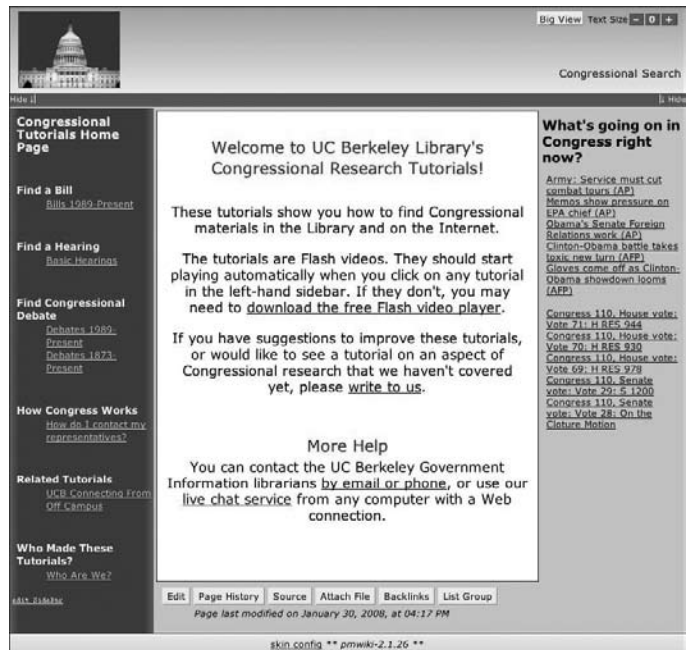 Big View Text Size - 0 +
Congressional Search
Hide
Hide
Congressional
Tutorials Home
Page
Find a Bill
Bills 1989-Present
Find a Hearing
Basic Hearings
Find Congressional
Debate
Debates 1989-
Present
Debates 1873-
Present
How Congress Works
How do I contact my
representatives?
Related Tutorials
UCB Connecting From
Off Campus
Who Made These
Tutorials?
Who Are We?
edit SideBar
Welcome to UC Berkeley Library's
Congressional Research Tutorials!
These tutorials show you how to find Congressional
materials in the Library and on the Internet.
The tutorials are Flash videos. They should start
playing automatically when you click on any tutorial
in the left-hand sidebar. If they don't, you may
need to download the free Flash video player.
If you have suggestions to improve these tutorials,
or would like to see a tutorial on an aspect of
Congressional research that we haven't covered
yet, please write to us.
More Help
You can contact the UC Berkeley Government
Information librarians by email or phone, or use our
live chat service from any computer with a Web
connection.
What's going on in
Congress right
now?
Army: Service must cut
combat tours (AP)
Memos show pressure on
EPA chief (AP)
Obama's Senate Foreign
Relations work (AP)
Clinton-Obama battle takes
toxic new turn (AFP)
Gloves come off as Clinton-
Obama showdown looms
(AFP)
Congress 110, House vote:
Vote 71: H RES 944
Congress 110, House vote:
Vote 70: H RES 930
Congress 110, House vote:
Vote 69: H RES 978
Congress 110, Senate
vote: Vote 29: S 1200
Congress 110, Senate
vote: Vote 28: On the
Cloture Motion
Edit Page History Source Attach File Backlinks List Group
Page last modified on January 30, 2008, at 04:17 PM
skin config ** pmwiki-2.1.26 **